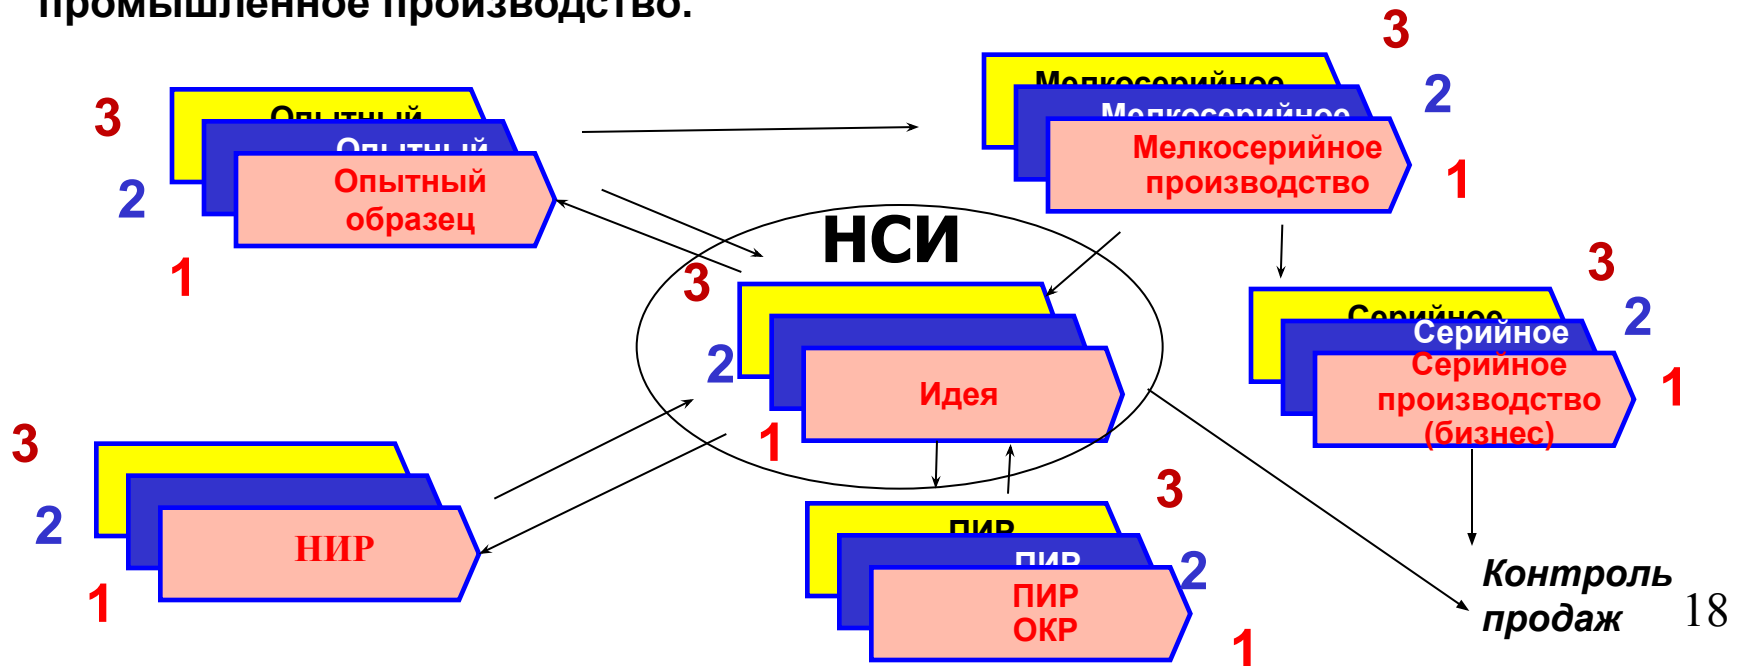 промышленное производство.
3
Опытный
2
Опытный
1
Опытный
образец
3
Мелкосерийное
2
Мелкосерийное
1
Мелкосерийное
производство
НСИ
3
2
1
Идея
3
Серийное
2
Серийное
1
Серийное
производство
(бизнес)
3
2
1
НИР
3
ПИР
2
ПИР
1
ПИР
ОКР
Контроль
продаж
18